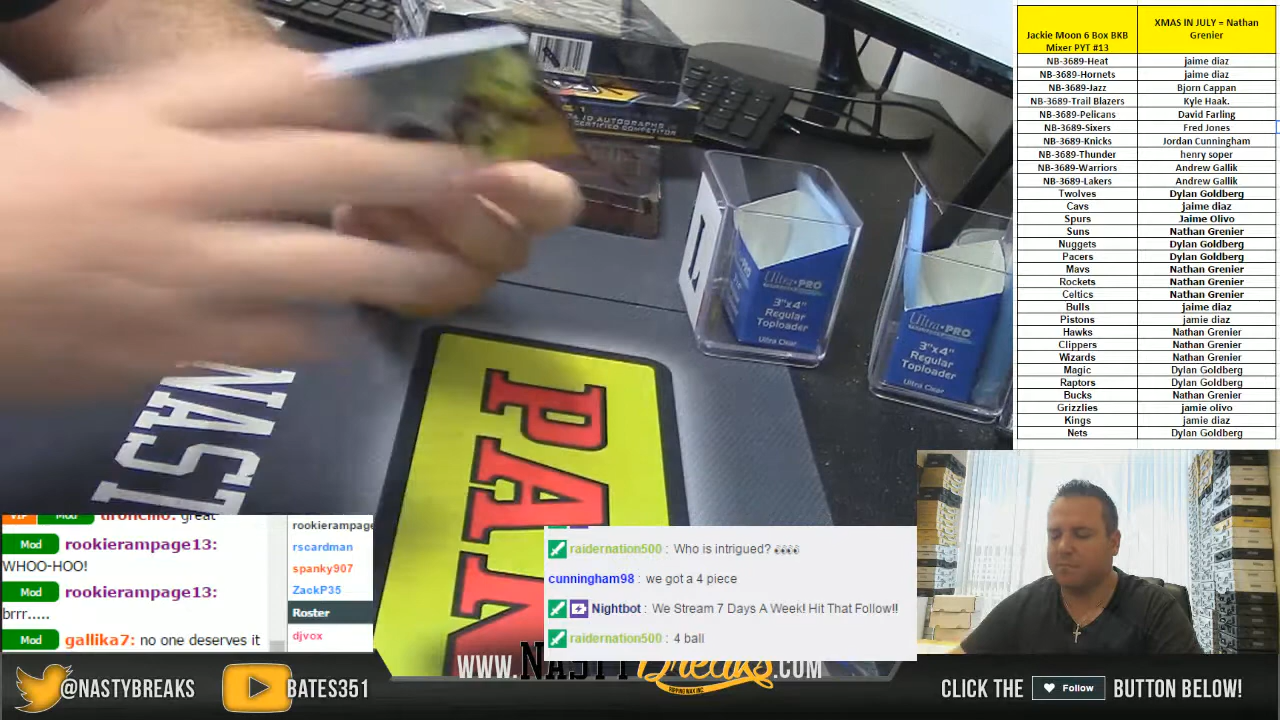 Jackie Moon 6 Box BKB
Mixer PYT #13
XMAS IN JULY = Nathan
Grenier
NB-3689-Heat jaime diaz
NB-3689-Hornets jaime diaz
NB-3689-Jazz Bjorn Cappan
NB-3689-Trail Blazers Kyle Haak.
NB-3689-Pelicans David Farling
NB-3689-Sixers Fred Jones
NB-3689-Knicks Jordan Cunningham
NB-3689-Thunder henry soper
NB-3689-Warriors Andrew Gallik
NB-3689-Lakers Andrew Gallik
Twolves Dylan Goldberg
Cavs jaime diaz
Spurs Jaime Olivo
Suns Nathan Grenier
Nuggets Dylan Goldberg
Pacers Dylan Goldberg
Mavs Nathan Grenier
Rockets Nathan Grenier
Celtics Nathan Grenier
Bulls jaime diaz
Pistons jamie diaz
Hawks Nathan Grenier
Clippers Nathan Grenier
Wizards Nathan Grenier
Magic Dylan Goldberg
Raptors Dylan Goldberg
Bucks Nathan Grenier
Grizzlies jamie olivo
Kings jamie diaz
Nets Dylan Goldberg
AUTOGRAPHS
CERTIFIED COMPETITOR
Ultra·PRO
3"x4"
Regular
Toploader
Ultra Clear
Ultra·PRO
3"x4"
Regular
Toploader
Ultra Clear
NAST
PAN
VIP Mod great
Mod rookierampage13:
WHOO-HOO!
Mod rookierampage13:
brr.....
Mod gallika7: no one deserves it
rookierampage
rscardman
spanky907
ZackP35
Roster
djvox
raidernation500 : Who is intrigued?
cunningham98 : we got a 4 piece
Nightbot : We Stream 7 Days A Week! Hit That Follow!!
raidernation500 : 4 ball
@NASTYBREAKS
BATES351
WWW.NASTYBreaks.COM
RIPPING WAX INC.
CLICK THE Follow BUTTON BELOW!